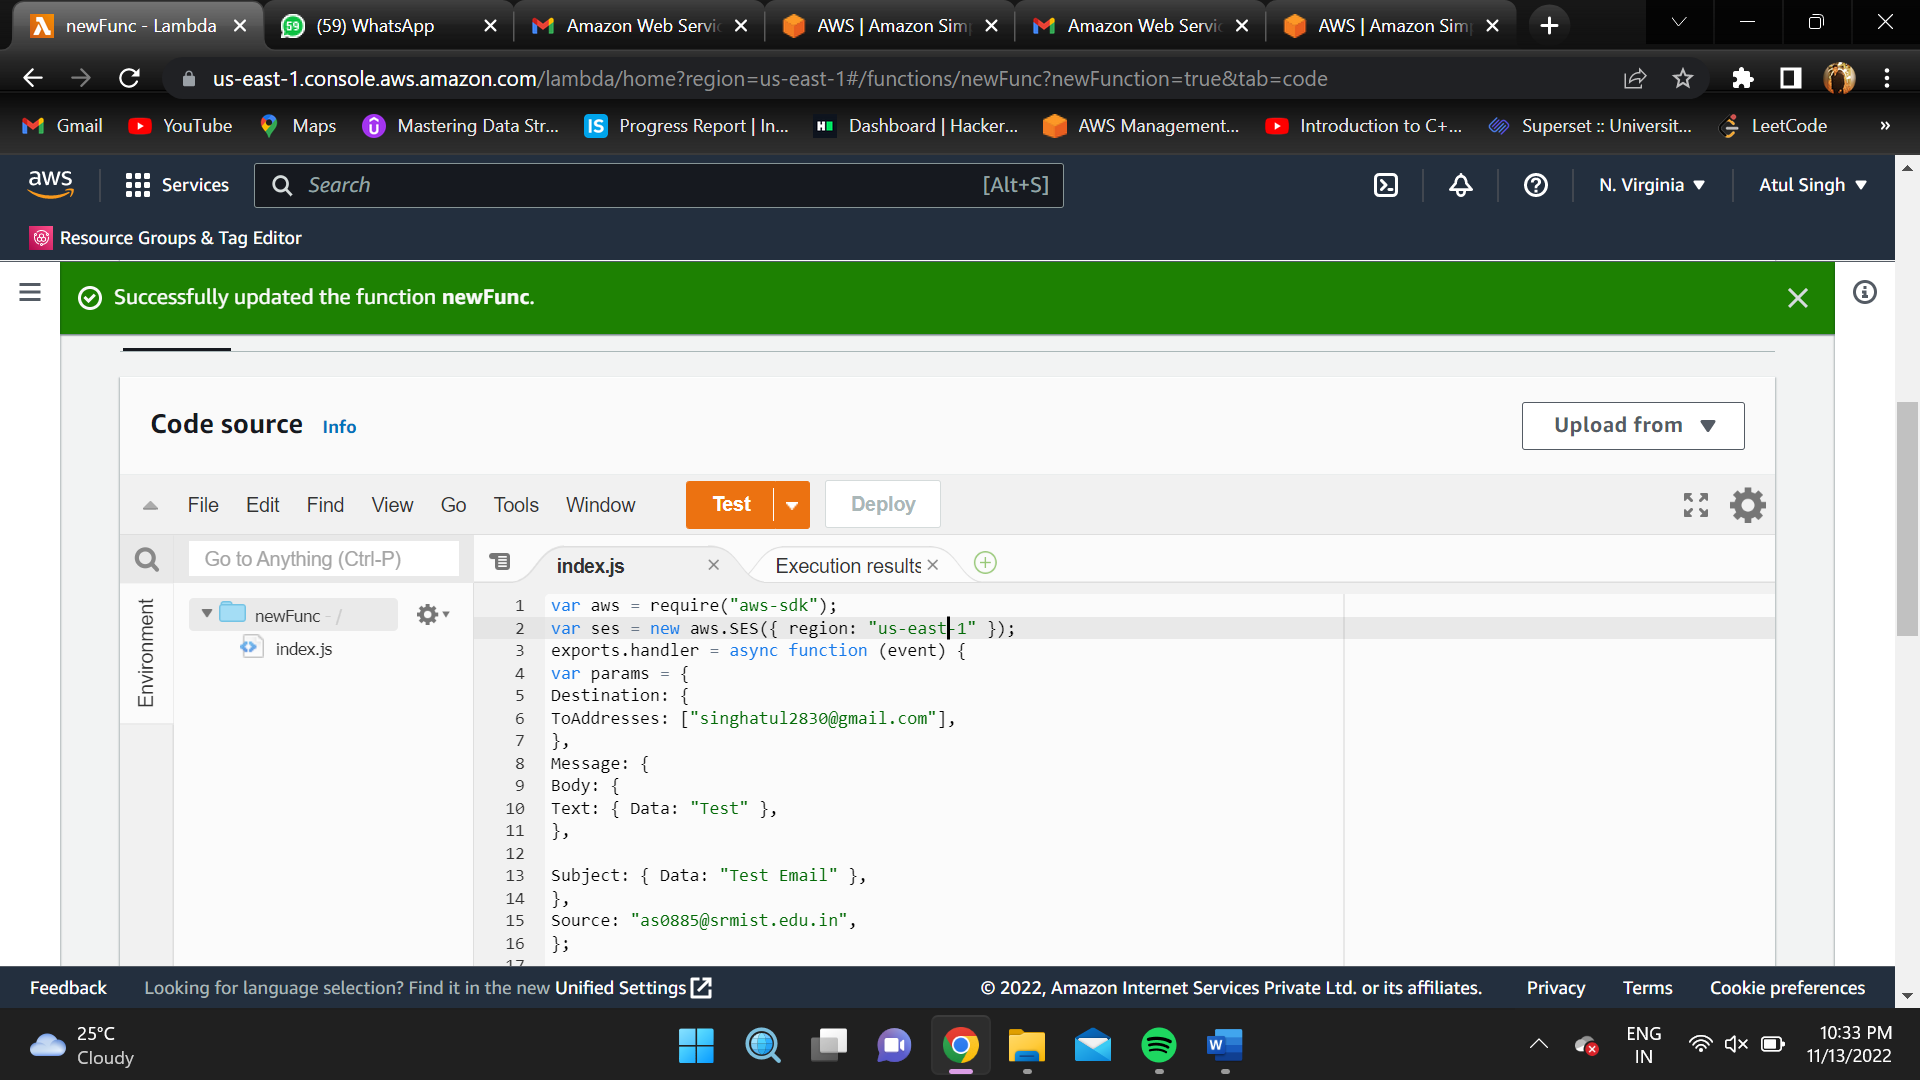 newFunc - Lambda
(59) WhatsApp
Amazon Web Servic
AWS | Amazon Sim
Amazon Web Servic
AWS | Amazon Sim
us-east-1.console.aws.amazon.com/lambda/home?region=us-east-1#/functions/newFunc?newFunction=true&tab=code
Gmail
YouTube
Maps
Mastering Data Str...
IS
Progress Report | In...
Dashboard | Hacker...
AWS Management...
Introduction to C+...
Superset :: Universit...
LeetCode
»
aws
Services
Search
[Alt+S]
N. Virginia
Atul Singh
Resource Groups & Tag Editor
Successfully updated the function newFunc.
Code source
Info
Upload from
File
Edit
Find
View
Go
Tools
Window
Test
Deploy
Go to Anything (Ctrl-P)
index.js
Execution results
Environment
newFunc - /
index.js
1 var aws = require("aws-sdk");
2 var ses = new aws.SES({ region: "us-east-1" });
3 exports.handler = async function (event) {
4 var params = {
5 Destination: {
6 ToAddresses: ["singhatul2830@gmail.com"],
7 },
8 Message: {
9 Body: {
10 Text: { Data: "Test" },
11 },
12
13 Subject: { Data: "Test Email" },
14 },
15 Source: "as0885@srmist.edu.in",
16 };
17
Feedback
Looking for language selection? Find it in the new Unified Settings
© 2022, Amazon Internet Services Private Ltd. or its affiliates.
Privacy
Terms
Cookie preferences
25°C
Cloudy
ENG
IN
10:33 PM
11/13/2022